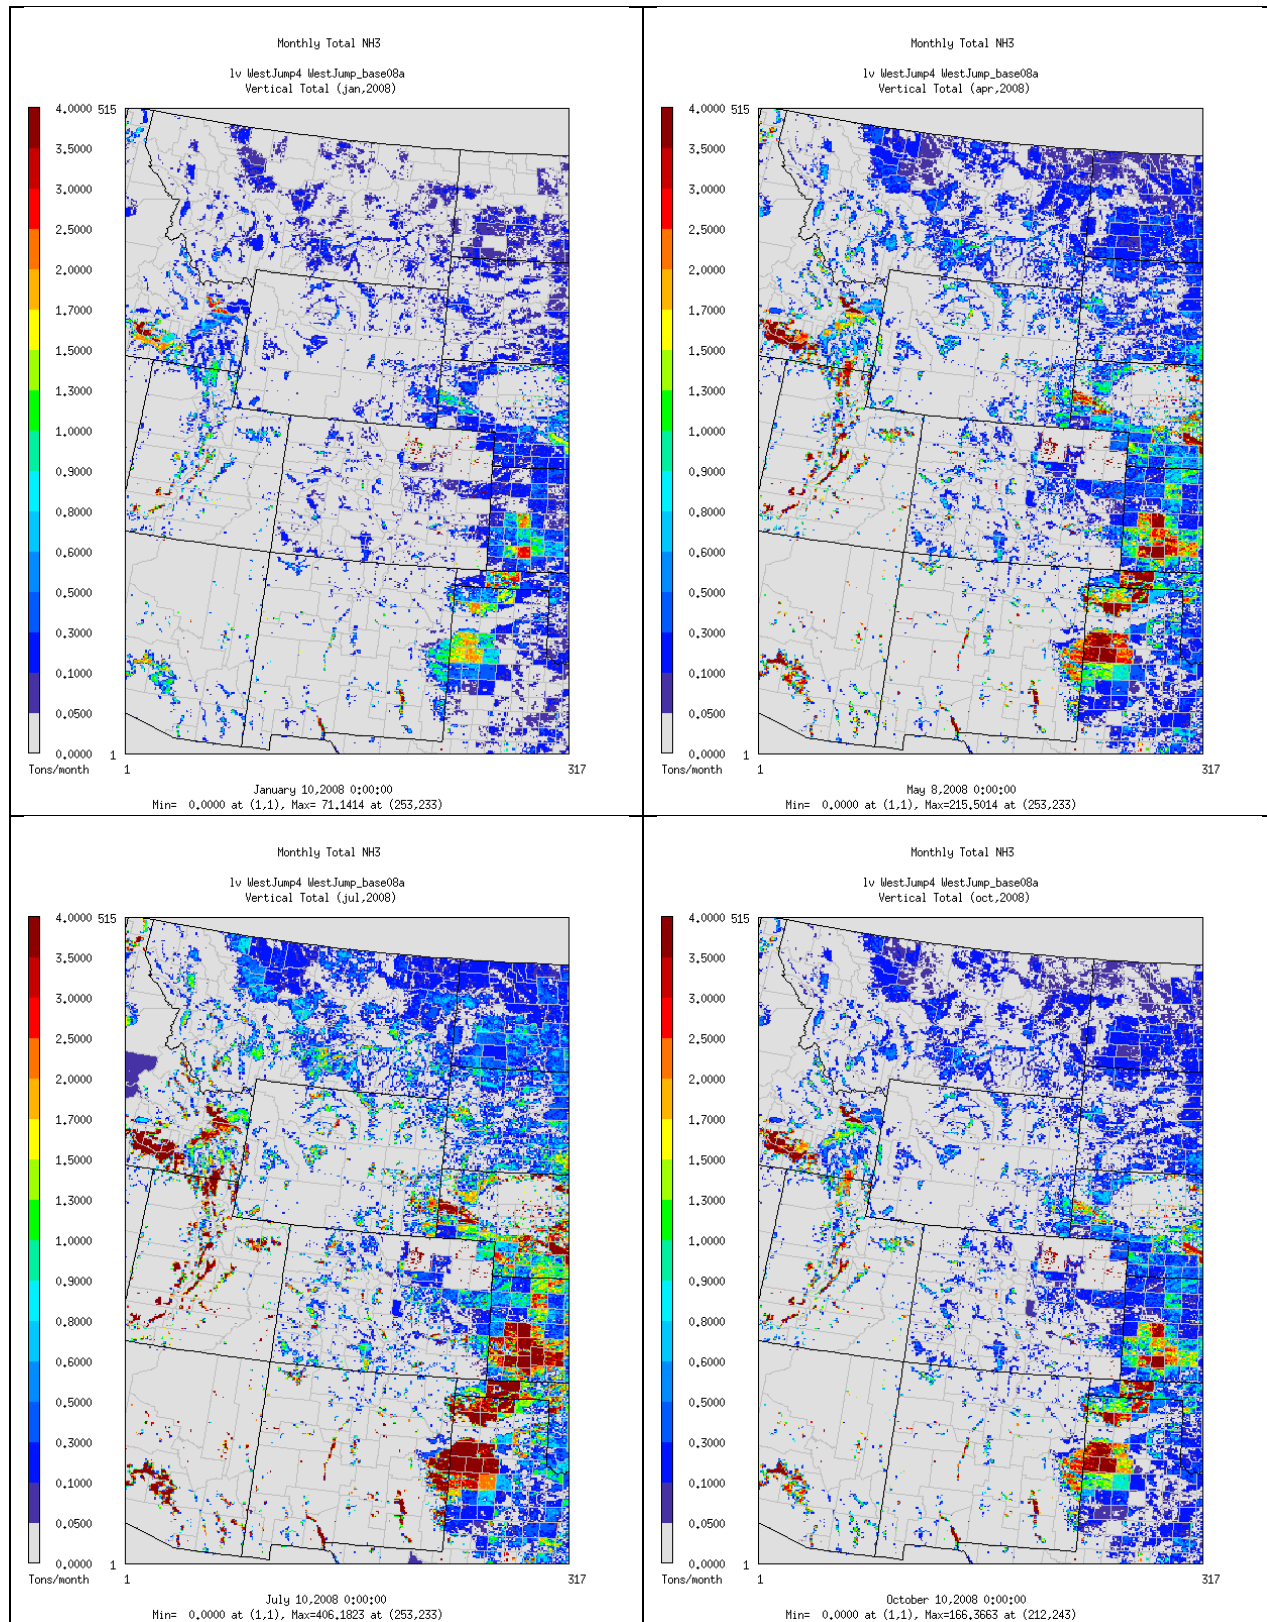 Monthly Total NH3
lv WestJump4 WestJump_base08a
Vertical Total (jan,2008)
4.0000 515
3.5000
3.0000
2.5000
2.0000
1.7000
1.5000
1.3000
1.0000
0.9000
0.8000
0.6000
0.5000
0.3000
0.1000
0.0500
0.0000 1
Tons/month 1 317
January 10,2008 0:00:00
Min= 0.0000 at (1,1), Max= 71.1414 at (253,233)
Monthly Total NH3
lv WestJump4 WestJump_base08a
Vertical Total (apr,2008)
4.0000 515
3.5000
3.0000
2.5000
2.0000
1.7000
1.5000
1.3000
1.0000
0.9000
0.8000
0.6000
0.5000
0.3000
0.1000
0.0500
0.0000 1
Tons/month 1 317
May 8,2008 0:00:00
Min= 0.0000 at (1,1), Max=215.5014 at (253,233)
Monthly Total NH3
lv WestJump4 WestJump_base08a
Vertical Total (jul,2008)
4.0000 515
3.5000
3.0000
2.5000
2.0000
1.7000
1.5000
1.3000
1.0000
0.9000
0.8000
0.6000
0.5000
0.3000
0.1000
0.0500
0.0000 1
Tons/month 1 317
July 10,2008 0:00:00
Min= 0.0000 at (1,1), Max=406.1823 at (253,233)
Monthly Total NH3
lv WestJump4 WestJump_base08a
Vertical Total (oct,2008)
4.0000 515
3.5000
3.0000
2.5000
2.0000
1.7000
1.5000
1.3000
1.0000
0.9000
0.8000
0.6000
0.5000
0.3000
0.1000
0.0500
0.0000 1
Tons/month 1 317
October 10,2008 0:00:00
Min= 0.0000 at (1,1), Max=166.3663 at (212,243)